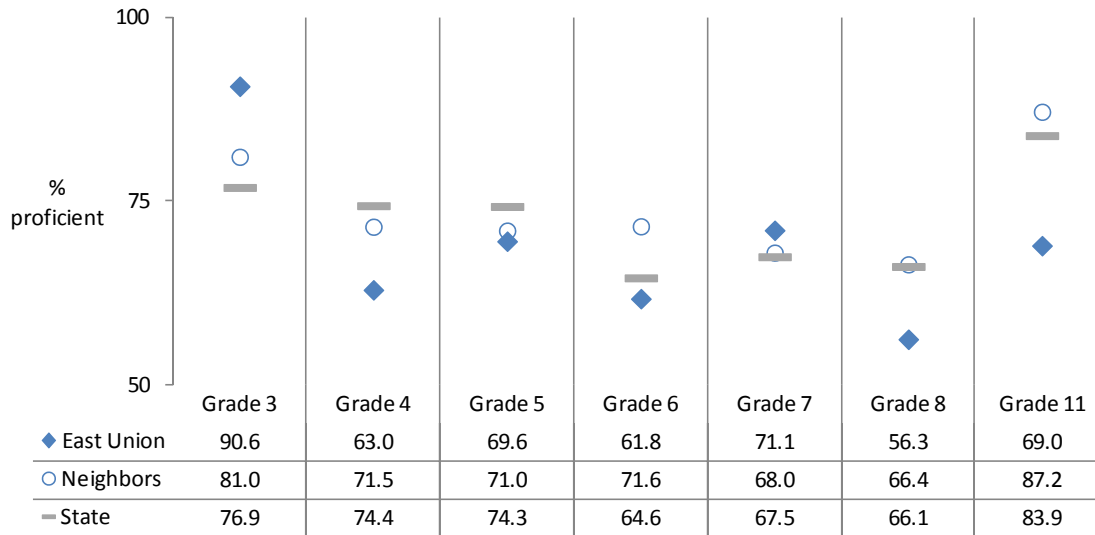 100
75
50
%
proficient
Grade 3 Grade 4 Grade 5 Grade 6 Grade 7 Grade 8 Grade 11
East Union 90.6 63.0 69.6 61.8 71.1 56.3 69.0
Neighbors 81.0 71.5 71.0 71.6 68.0 66.4 87.2
State 76.9 74.4 74.3 64.6 67.5 66.1 83.9